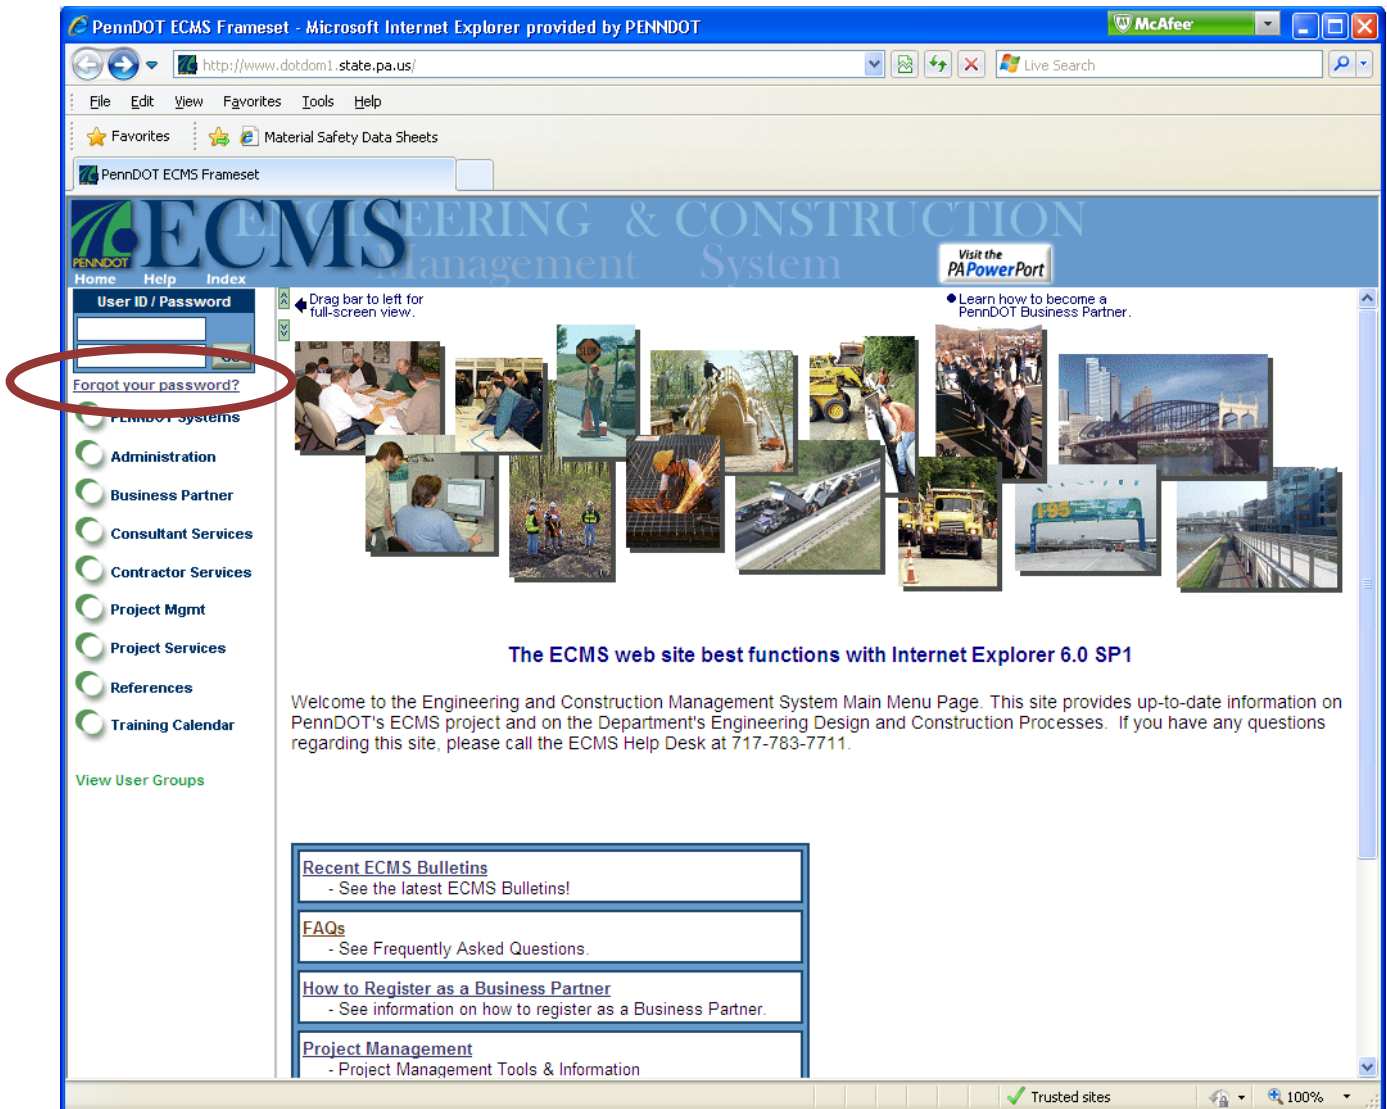 PennDOT ECMS Frameset - Microsoft Internet Explorer provided by PENNDOT
McAfee
http://www.dotdom1.state.pa.us/
Live Search
File Edit View Favorites Tools Help
Favorites Material Safety Data Sheets
PennDOT ECMS Frameset
ECMS
ENGINEERING & CONSTRUCTION
Management System
PENNDOT
Visit the
PAPowerPort
Home Help Index
User ID / Password
Drag bar to left for
full-screen view.
Learn how to become a
PennDOT Business Partner.
Forgot your password?
PENNDOT Systems
Administration
Business Partner
Consultant Services
Contractor Services
Project Mgmt
Project Services
References
Training Calendar
View User Groups
SLOW
I-95
The ECMS web site best functions with Internet Explorer 6.0 SP1
Welcome to the Engineering and Construction Management System Main Menu Page. This site provides up-to-date information on
PennDOT's ECMS project and on the Department's Engineering Design and Construction Processes. If you have any questions
regarding this site, please call the ECMS Help Desk at 717-783-7711.
Recent ECMS Bulletins
- See the latest ECMS Bulletins!
FAQs
- See Frequently Asked Questions.
How to Register as a Business Partner
- See information on how to register as a Business Partner.
Project Management
- Project Management Tools & Information
Trusted sites
100%